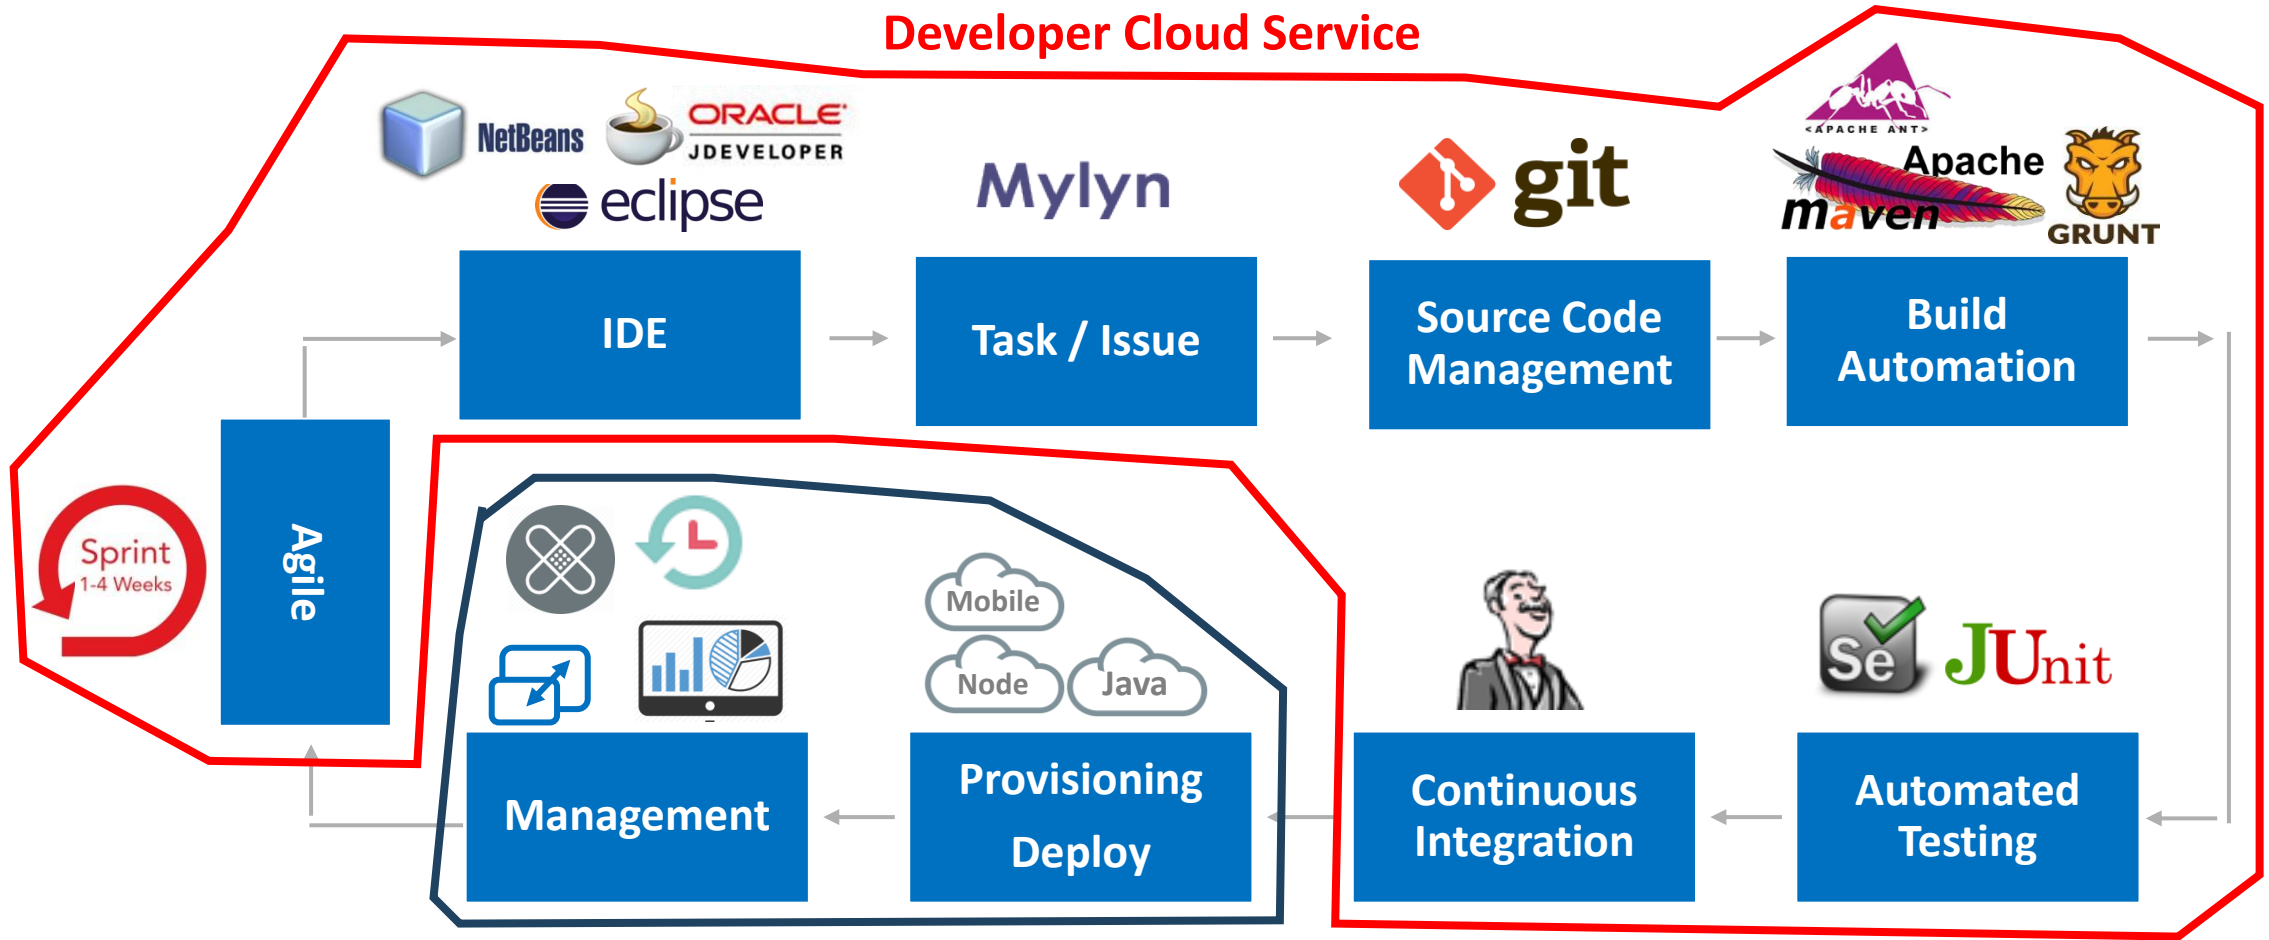 Developer Cloud Service
NetBeans
ORACLE
JDEVELOPER
eclipse
Mylyn
git
<APACHE ANT>
Apache
maven
GRUNT
IDE
Task / Issue
Source Code
Management
Build
Automation
Sprint
1-4 Weeks
Agile
Mobile
Node
Java
Se
JUnit
Management
Provisioning
Deploy
Continuous
Integration
Automated
Testing